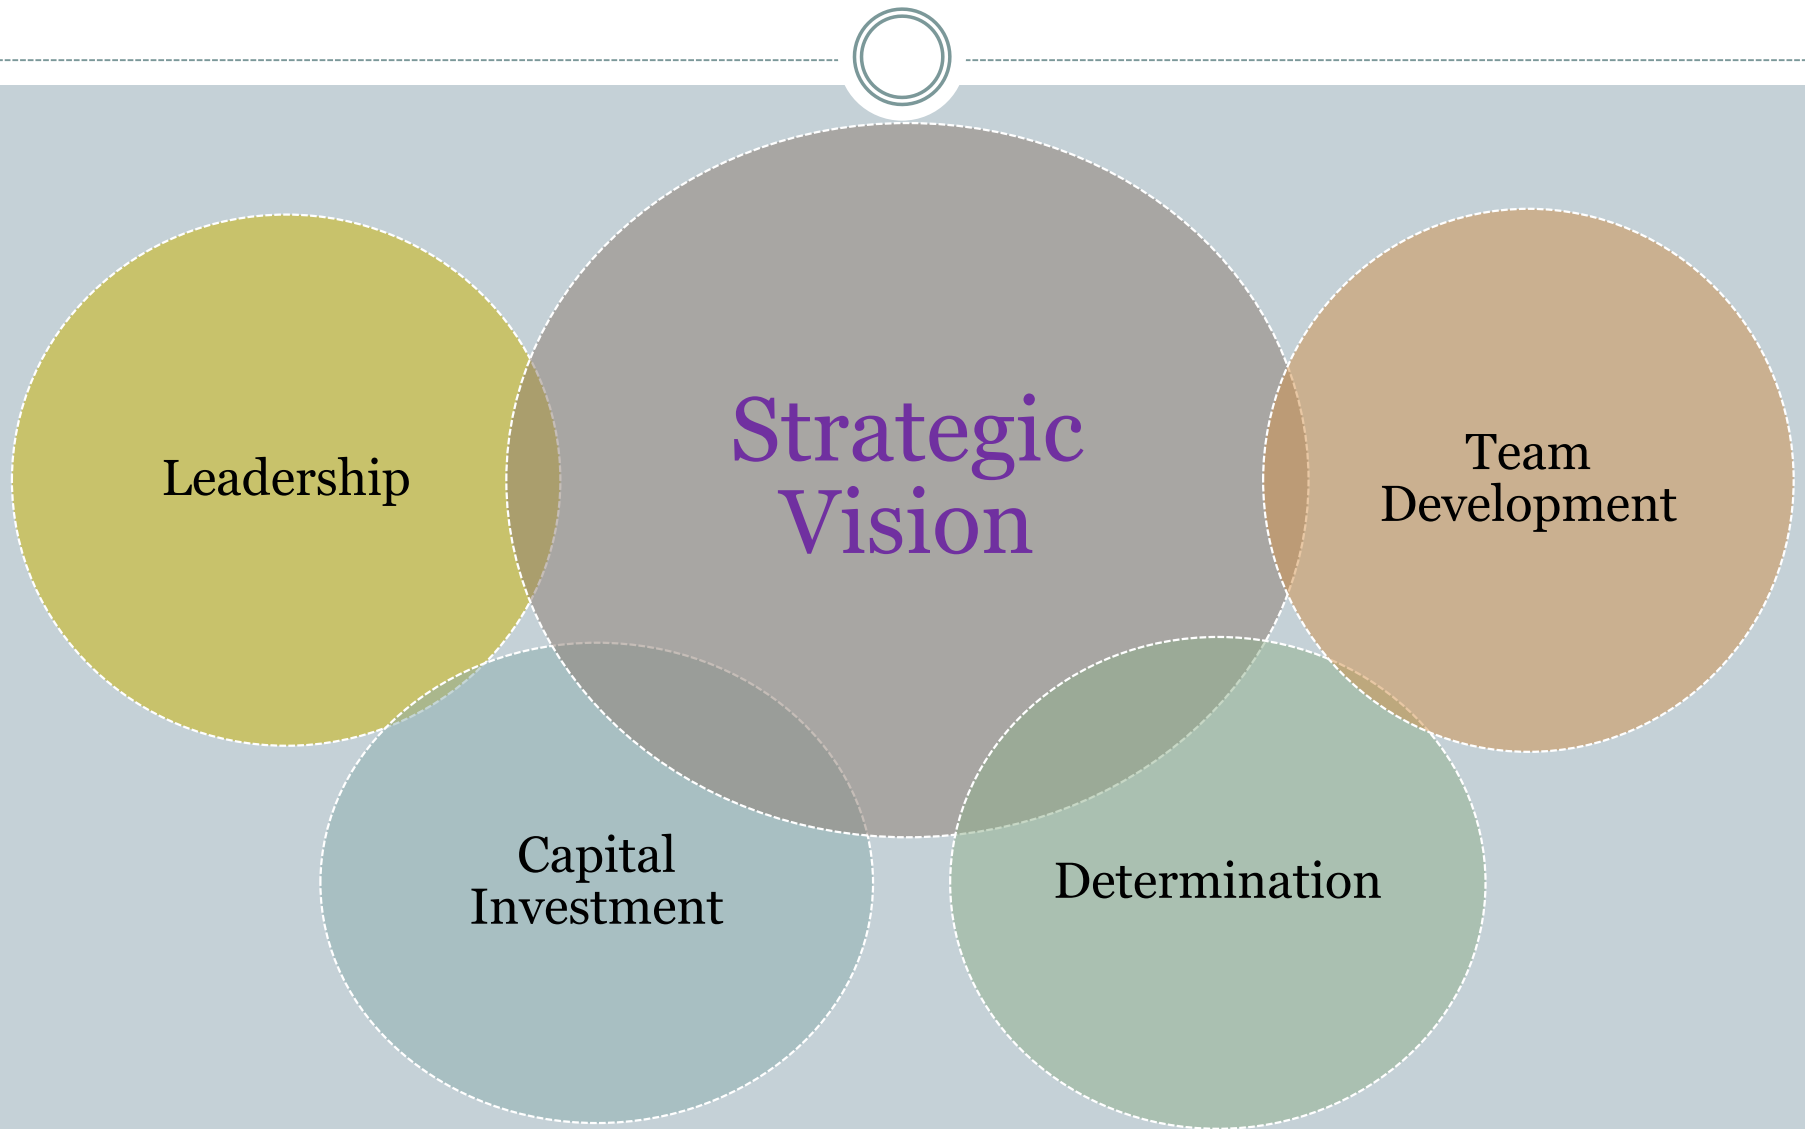 Strategic
Vision
Leadership
Team
Development
Capital
Investment
Determination